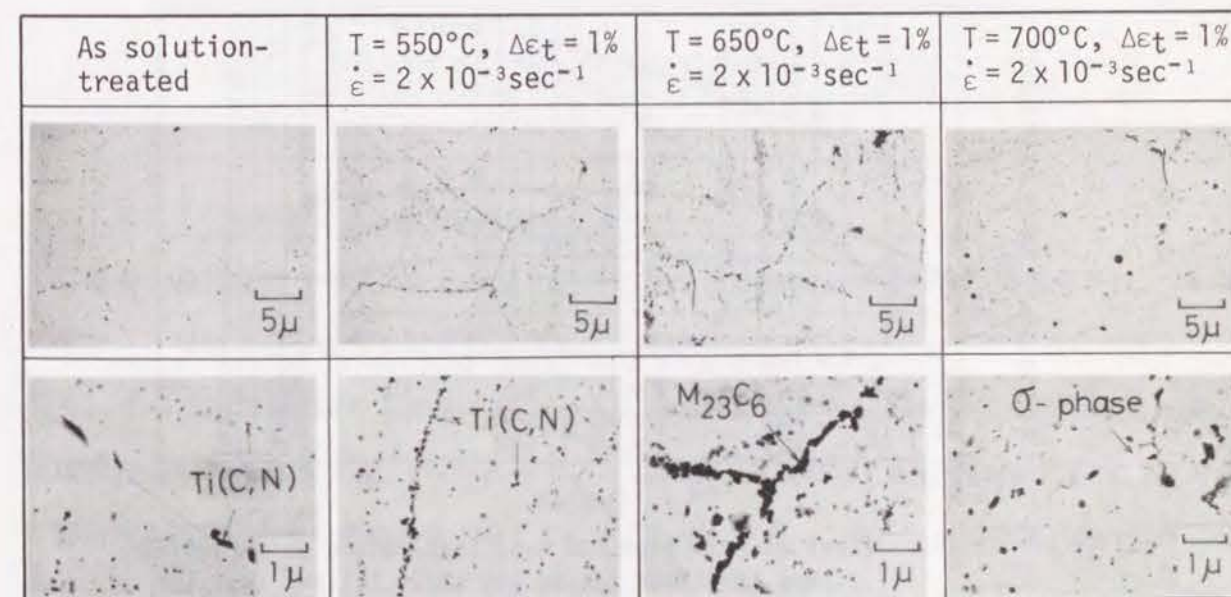 As solution-
treated
T = 550°C, Δεt = 1%
ε̇ = 2 x 10⁻³sec⁻¹
T = 650°C, Δεt = 1%
ε̇ = 2 x 10⁻³sec⁻¹
T = 700°C, Δεt = 1%
ε̇ = 2 x 10⁻³sec⁻¹
5μ
5μ
5μ
5μ
Ti(C,N)
1μ
Ti(C,N)
M₂₃C₆
1μ
σ- phase
1μ